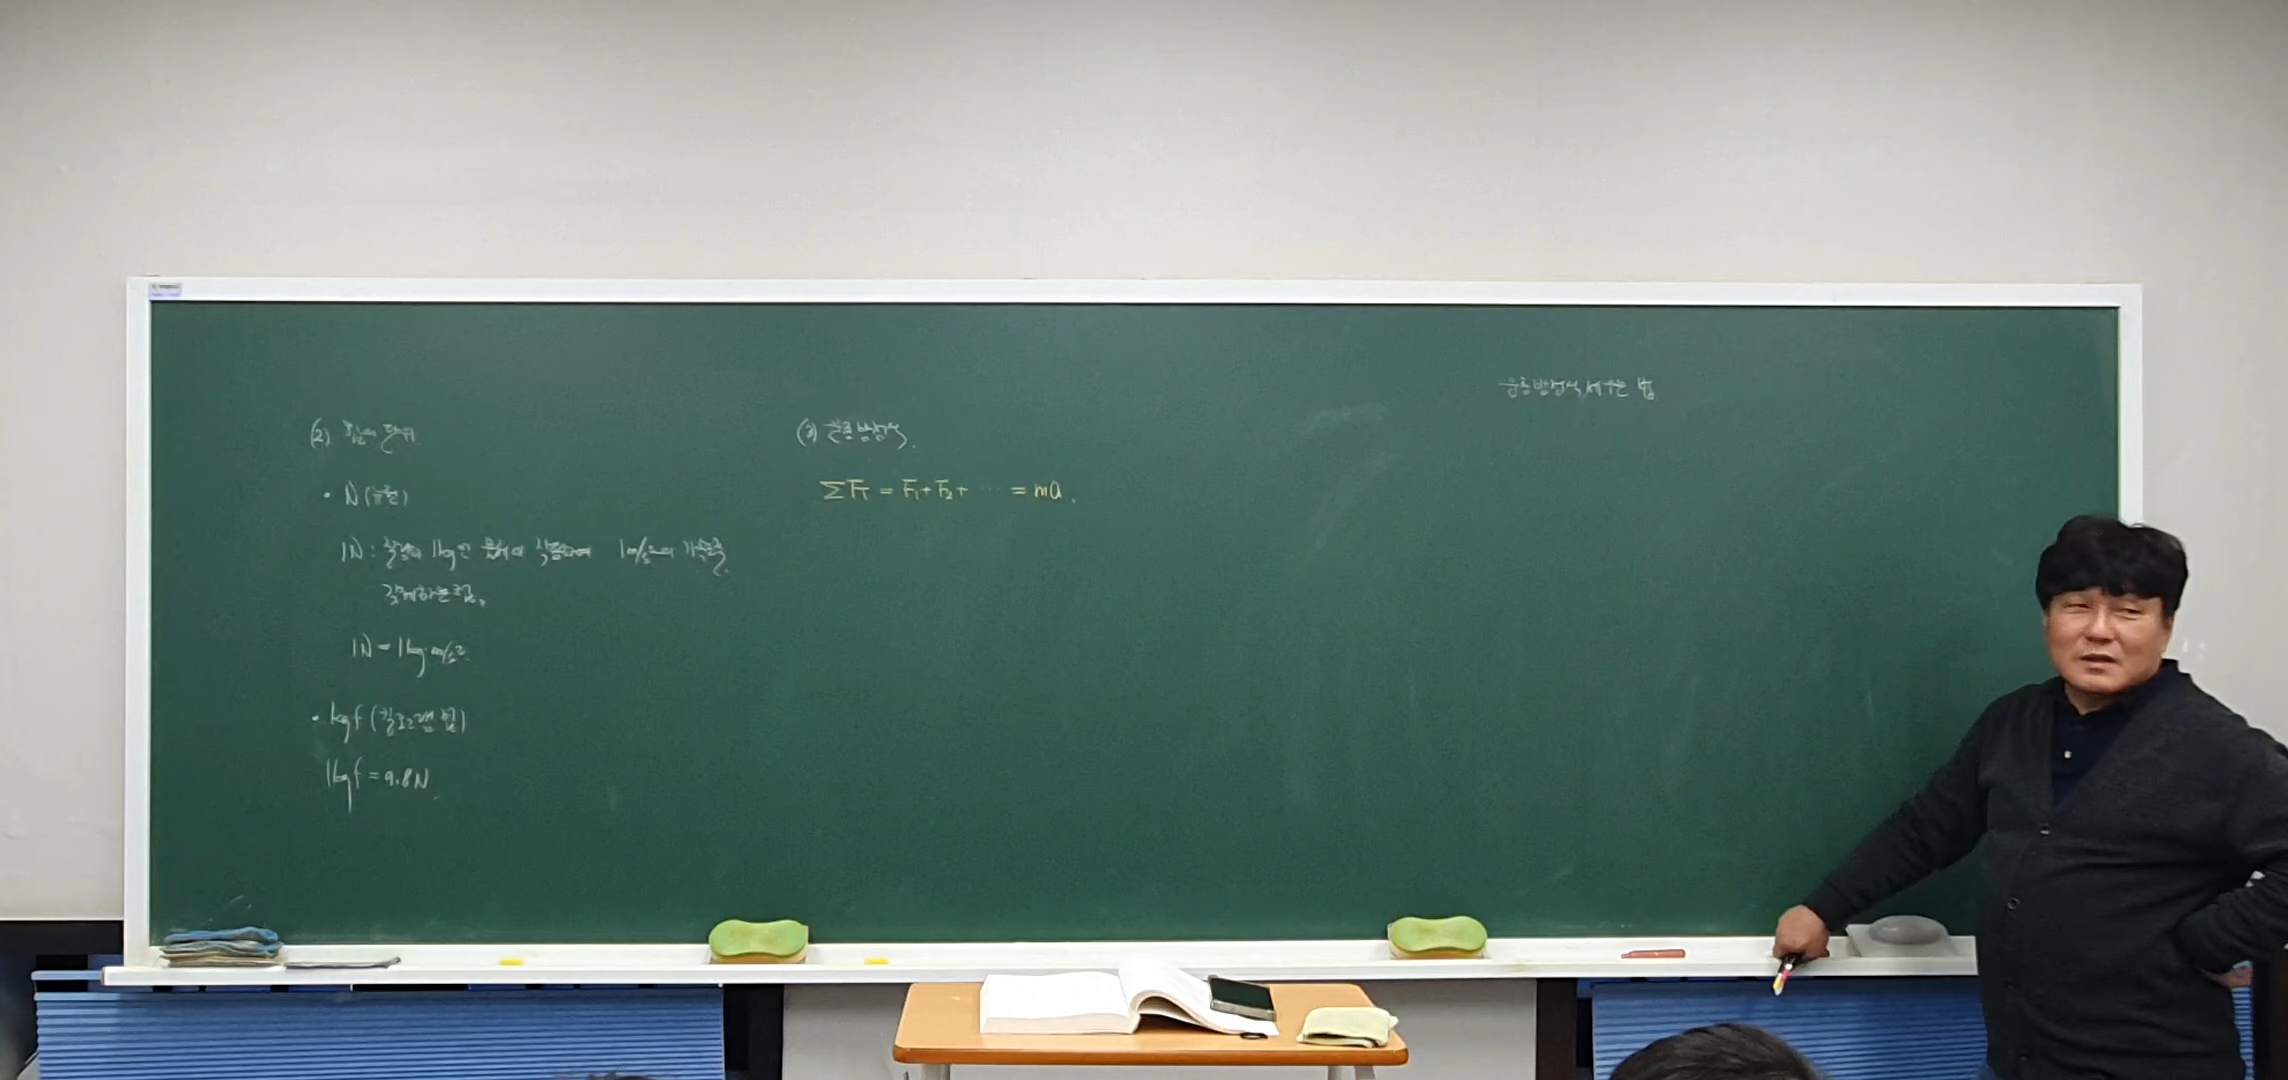 (2) 힘의 단위
• N (뉴턴)
1N : 질량이 1kg인 물체에 작용하여 1m/s²의 가속도를
갖게하는 힘.
1N = 1kg·m/s²
• kgf (킬로그램 힘)
1kgf = 9.8N
(3) 운동방정식.
ΣF = F₁ + F₂ + ··· = ma.
운동방정식 세우는 법